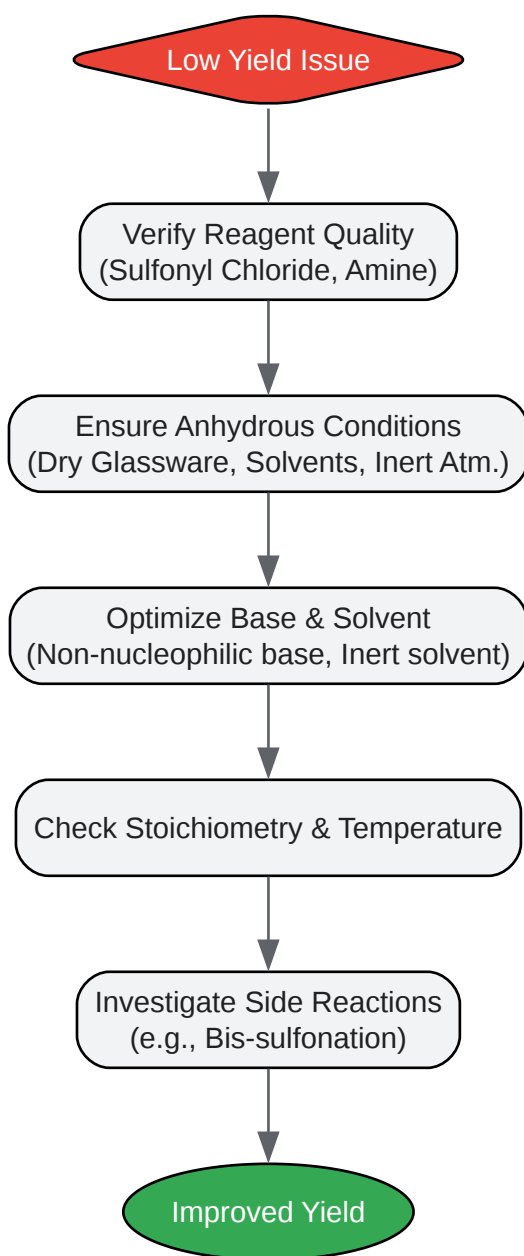 Low Yield Issue
Verify Reagent Quality
(Sulfonyl Chloride, Amine)
Ensure Anhydrous Conditions
(Dry Glassware, Solvents, Inert Atm.)
Optimize Base & Solvent
(Non-nucleophilic base, Inert solvent)
Check Stoichiometry & Temperature
Investigate Side Reactions
(e.g., Bis-sulfonation)
Improved Yield